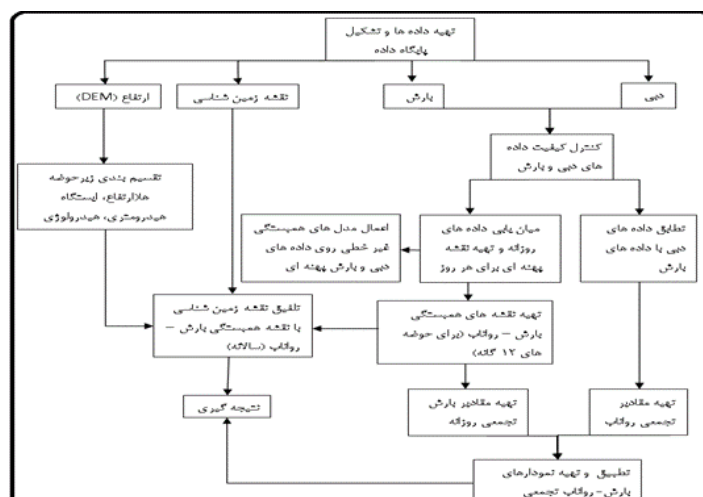 تهیه داده ها و تشکیل
پایگاه داده
دبی
بارش
نقشه زمین شناسی
ارتفاع (DEM)
کنترل کیفیت داده
های دبی و بارش
تقسیم بندی زیرحوضه
هیدرومتری، هیدرولوژی
تطابق داده های
دبی با داده های
بارش
میان یابی داده های
روزانه و تهیه نقشه
پهنه ای برای هر روز
اعمال مدل های همبستگی
غیر خطی روی داده های
دبی و بارش پهنه ای
تهیه نقشه های همبستگی
بارش – رواناب (برای حوضه
های ۱۲ گانه)
تلفیق نقشه زمین شناسی
با نقشه همبستگی بارش –
رواناب (سالانه)
تهیه مقادیر
تجمعی رواناب
تهیه مقادیر بارش
تجمعی روزانه
نتیجه گیری
تطبیق و تهیه نمودارهای
بارش- رواناب تجمعی